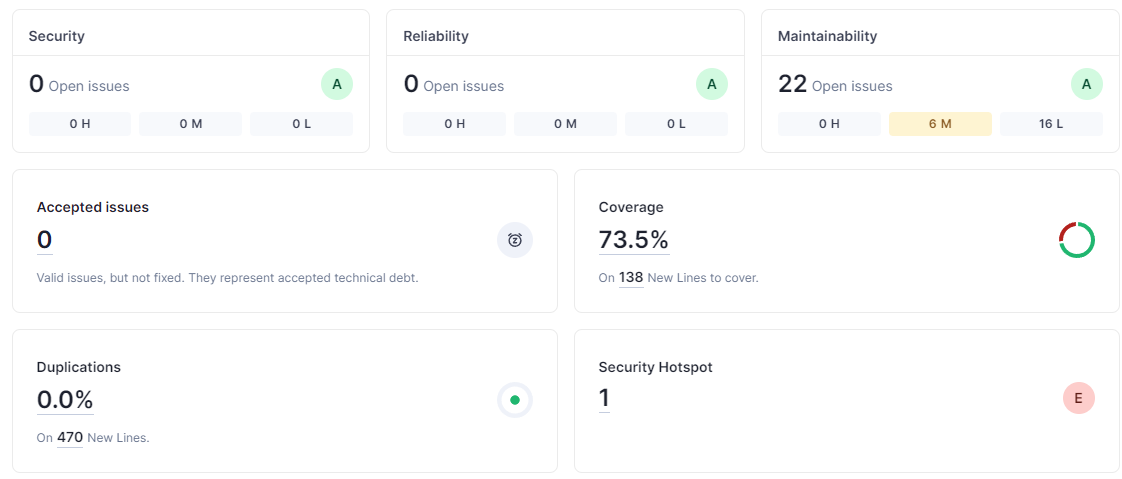 Security
0 Open issues A
0 H 0 M 0 L
Reliability
0 Open issues A
0 H 0 M 0 L
Maintainability
22 Open issues A
0 H 6 M 16 L
Accepted issues
0
Valid issues, but not fixed. They represent accepted technical debt.
Coverage
73.5%
On 138 New Lines to cover.
Duplications
0.0%
On 470 New Lines.
Security Hotspot
1 E